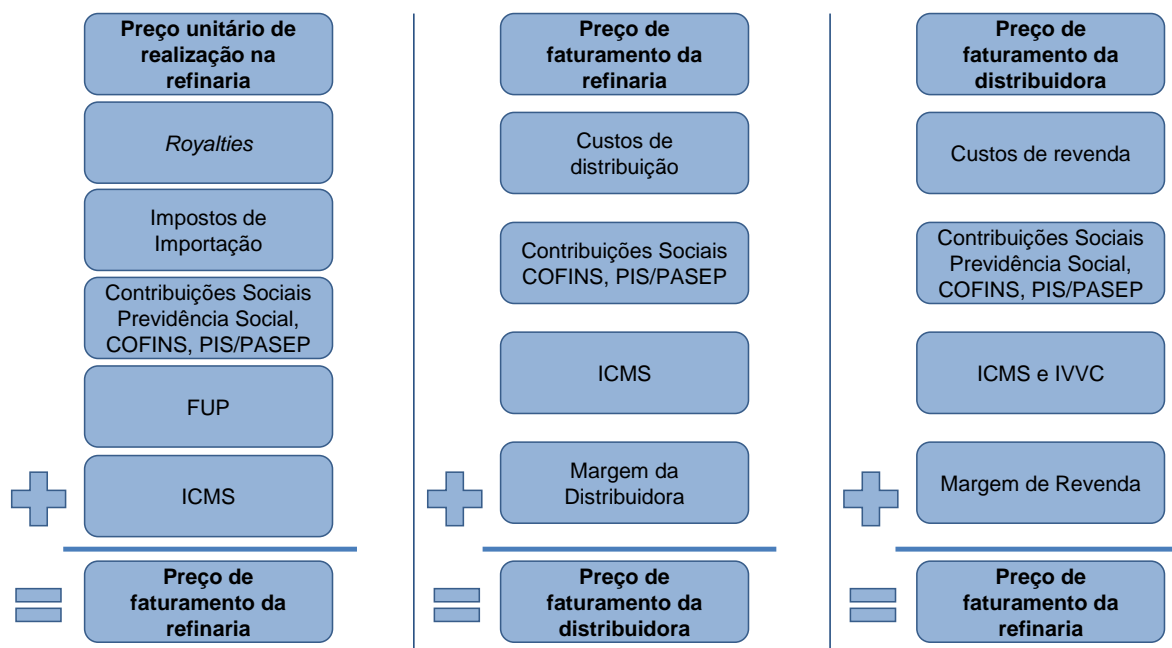 Preço unitário de
realização na
refinaria
Royalties
Impostos de
Importação
Contribuições Sociais
Previdência Social,
COFINS, PIS/PASEP
FUP
ICMS
Preço de
faturamento da
refinaria
Preço de
faturamento da
refinaria
Custos de
distribuição
Contribuições Sociais
COFINS, PIS/PASEP
ICMS
Margem da
Distribuidora
Preço de
faturamento da
distribuidora
Preço de
faturamento da
distribuidora
Custos de revenda
Contribuições Sociais
Previdência Social,
COFINS, PIS/PASEP
ICMS e IVVC
Margem de Revenda
Preço de
faturamento da
refinaria